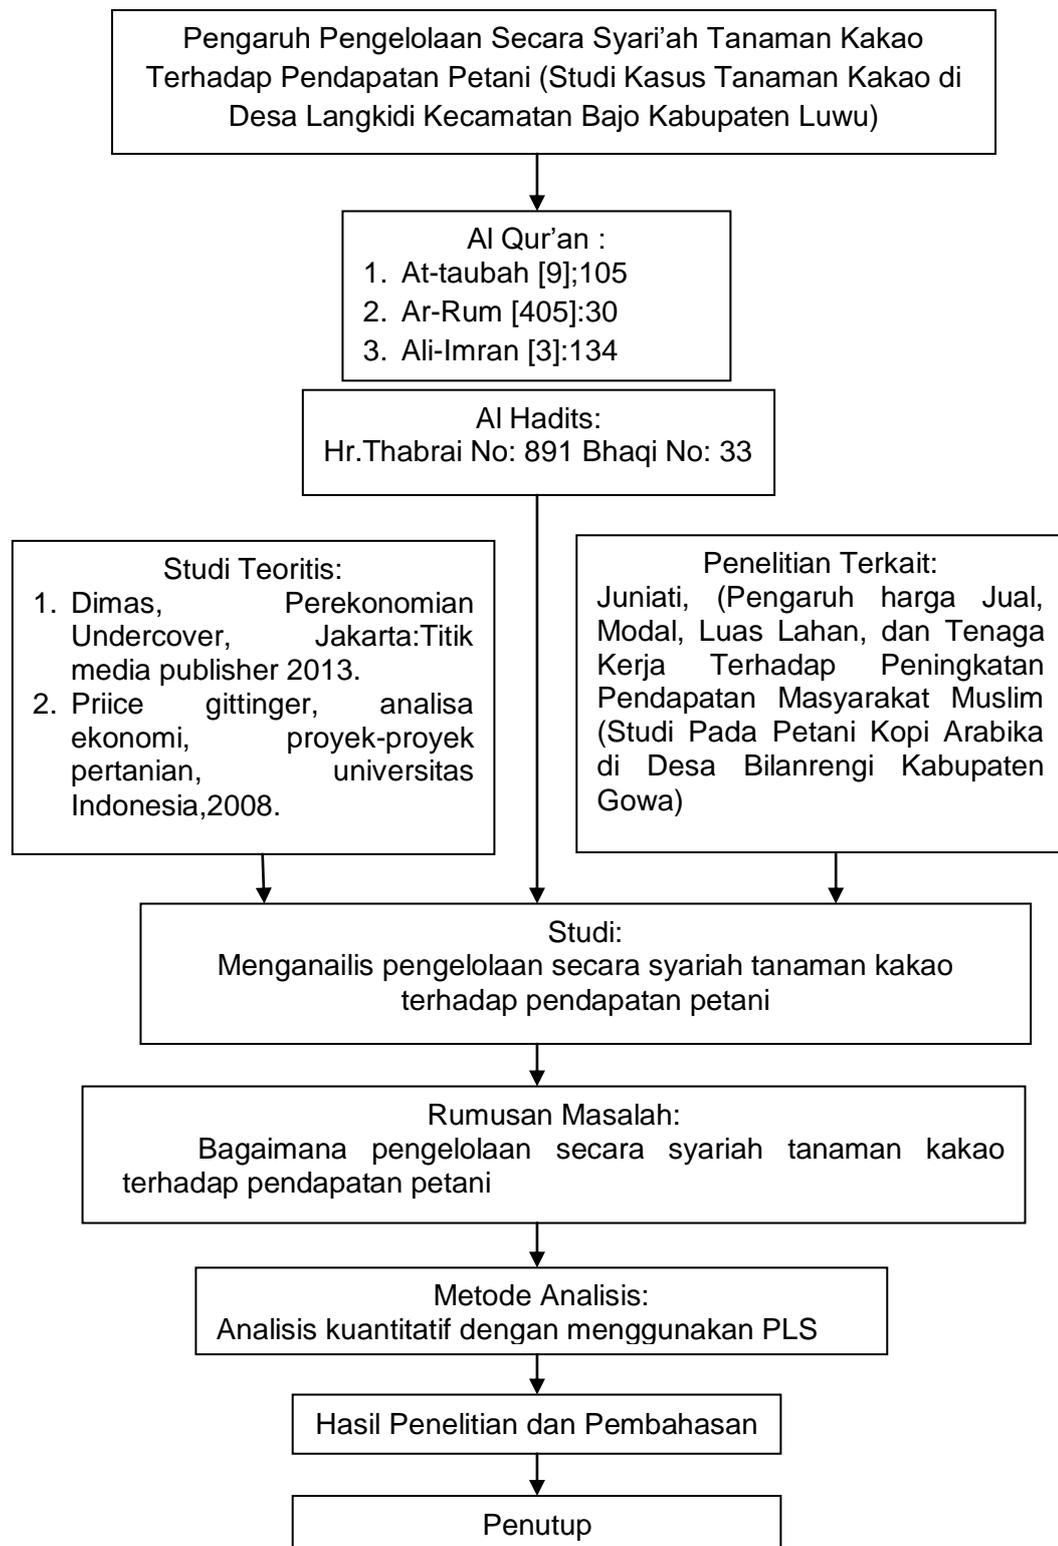 Pengaruh Pengelolaan Secara Syari’ah Tanaman Kakao
Terhadap Pendapatan Petani (Studi Kasus Tanaman Kakao di
Desa Langkidi Kecamatan Bajo Kabupaten Luwu)
Al Qur’an :
1. At-taubah [9];105
2. Ar-Rum [405]:30
3. Ali-Imran [3]:134
Al Hadits:
Hr.Thabrai No: 891 Bhaqi No: 33
Studi Teoritis:
1. Dimas, Perekonomian
Undercover, Jakarta:Titik
media publisher 2013.
2. Priice gittinger, analisa
ekonomi, proyek-proyek
pertanian, universitas
Indonesia,2008.
Penelitian Terkait:
Juniati, (Pengaruh harga Jual,
Modal, Luas Lahan, dan Tenaga
Kerja Terhadap Peningkatan
Pendapatan Masyarakat Muslim
(Studi Pada Petani Kopi Arabika
di Desa Bilanrengi Kabupaten
Gowa)
Studi:
Menganailis pengelolaan secara syariah tanaman kakao
terhadap pendapatan petani
Rumusan Masalah:
Bagaimana pengelolaan secara syariah tanaman kakao
terhadap pendapatan petani
Metode Analisis:
Analisis kuantitatif dengan menggunakan PLS
Hasil Penelitian dan Pembahasan
Penutup